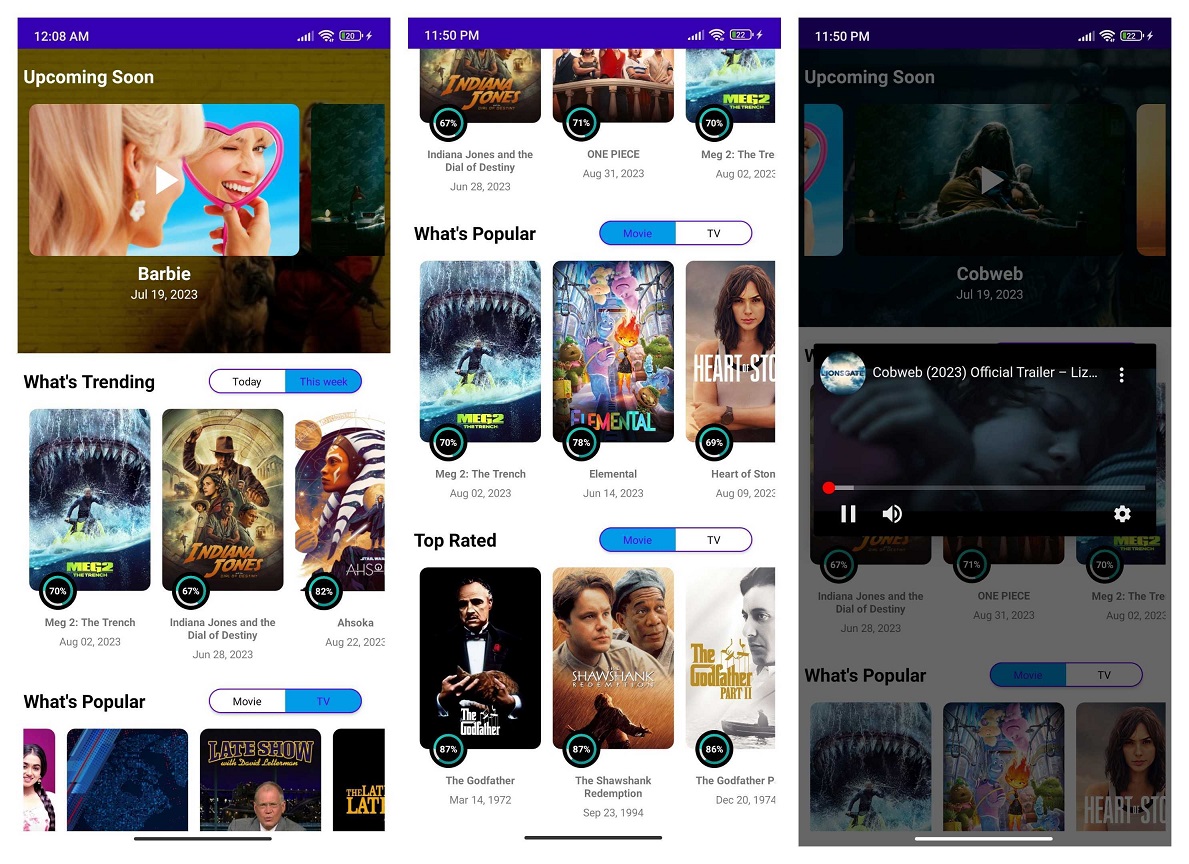 12:08 AM
20
Upcoming Soon
Barbie
Jul 19, 2023
What's Trending
Today
This week
MEG2
THE TRENCH
INDIANA
JONES
AND THE
DIAL OF DESTINY
STAR WARS
AHSO
70%
67%
82%
Meg 2: The Trench
Indiana Jones and the
Dial of Destiny
Ahsoka
Aug 02, 2023
Jun 28, 2023
Aug 22, 2023
What's Popular
Movie
TV
LATE SHOW
with David Letterman
THE LAT
LATE
11:50 PM
22
INDIANA
JONES
DIAL OF DESTINY
MEG2
THE TRENCH
67%
71%
70%
Indiana Jones and the
Dial of Destiny
ONE PIECE
Meg 2: The Tre
Jun 28, 2023
Aug 31, 2023
Aug 02, 2023
What's Popular
Movie
TV
MEG2
THE TRENCH
ELEMENTAL
HEART OF STO
70%
78%
69%
Meg 2: The Trench
Elemental
Heart of Ston
Aug 02, 2023
Jun 14, 2023
Aug 09, 2023
Top Rated
Movie
TV
The
Godfather
THE
SHAWSHANK
REDEMPTION
The
Godfather
PART II
87%
87%
86%
The Godfather
The Shawshank
Redemption
The Godfather P
Mar 14, 1972
Sep 23, 1994
Dec 20, 1974
11:50 PM
22
Upcoming Soon
Cobweb
Jul 19, 2023
W
LIONSGATE
Cobweb (2023) Official Trailer – Liz...
67%
71%
70%
Indiana Jones and the
Dial of Destiny
ONE PIECE
Meg 2: The Tre
Jun 28, 2023
Aug 31, 2023
Aug 02, 2023
What's Popular
Movie
TV
HEART OF STO